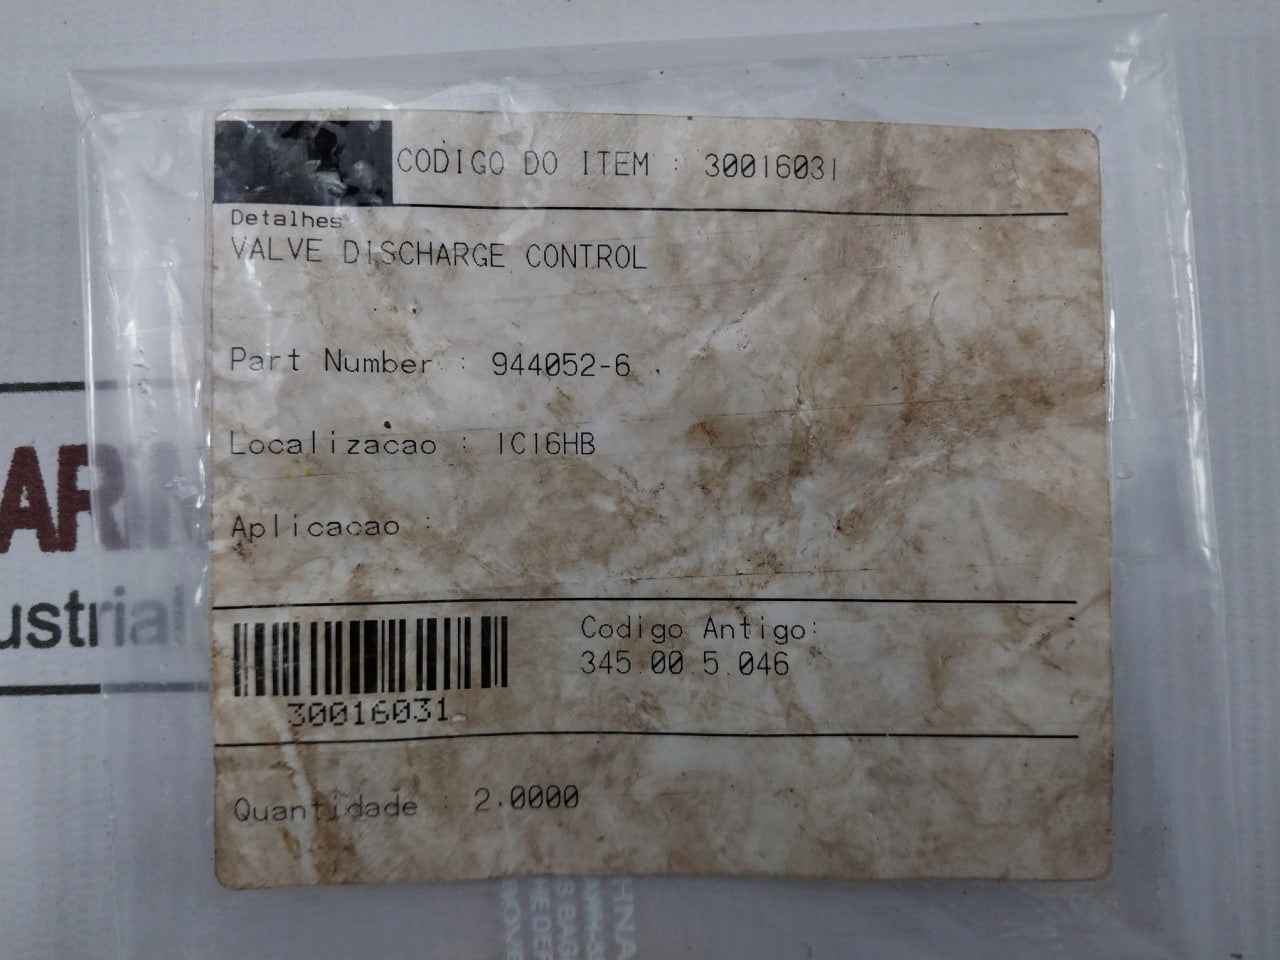 CODIGO DO ITEM : 30016031
Detalhes
VALVE DISCHARGE CONTROL
Part Number : 944052-6
Localizacao : 1C16HB
Aplicacao :
Codigo Antigo:
345.00.5.046
30016031
Quantidade : 2.0000